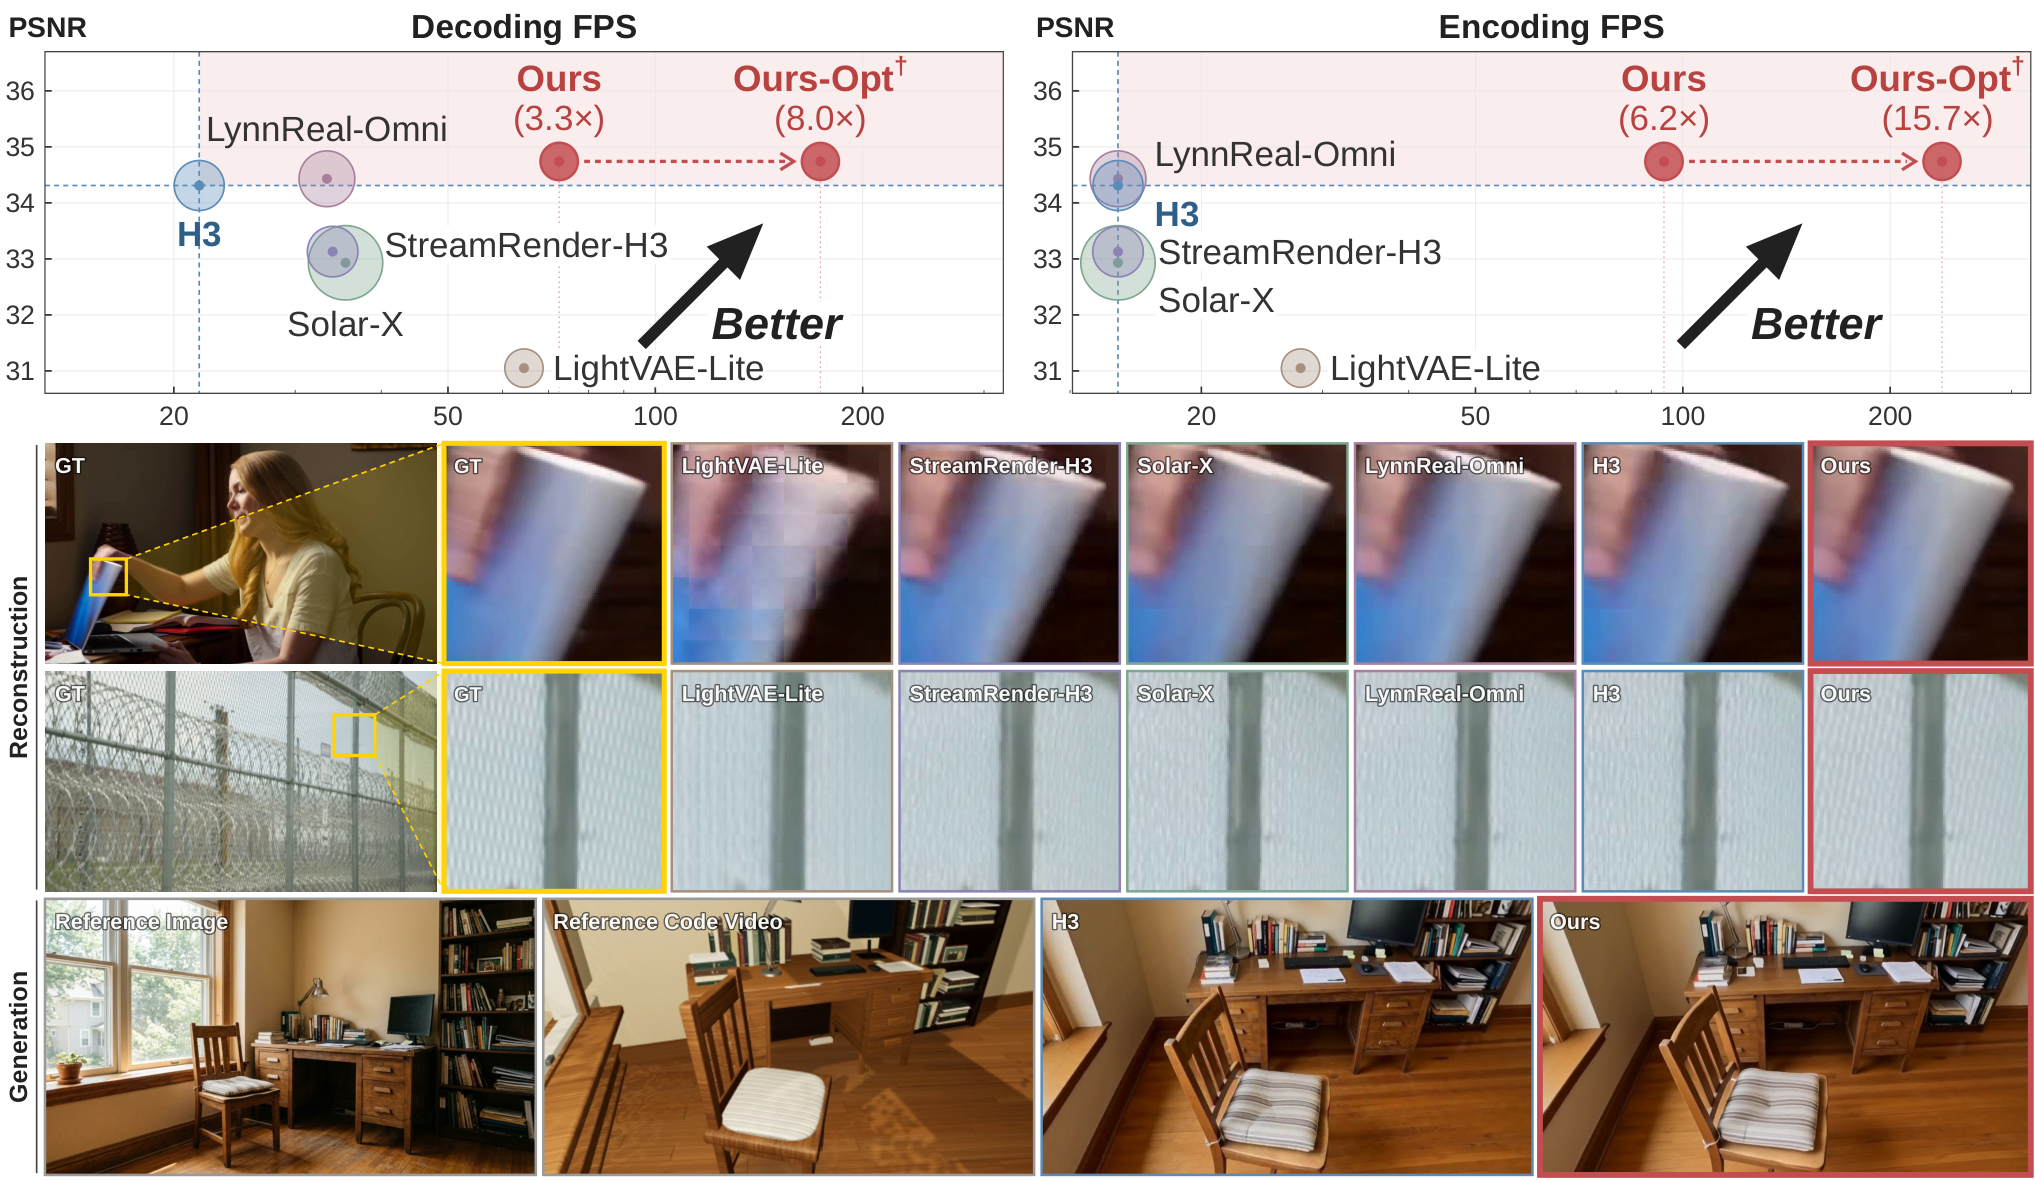 PSNR
Decoding FPS
36
35
34
33
32
31
LynnReal-Omni
Ours
(3.3×)
Ours-Opt†
(8.0×)
H3
StreamRender-H3
Solar-X
Better
LightVAE-Lite
20
50
100
200
PSNR
Encoding FPS
36
35
34
33
32
31
Ours
(6.2×)
Ours-Opt†
(15.7×)
LynnReal-Omni
H3
StreamRender-H3
Solar-X
Better
LightVAE-Lite
20
50
100
200
Reconstruction
GT
GT
LightVAE-Lite
StreamRender-H3
Solar-X
LynnReal-Omni
H3
Ours
GT
GT
LightVAE-Lite
StreamRender-H3
Solar-X
LynnReal-Omni
H3
Ours
Generation
Reference Image
Reference Code Video
H3
Ours